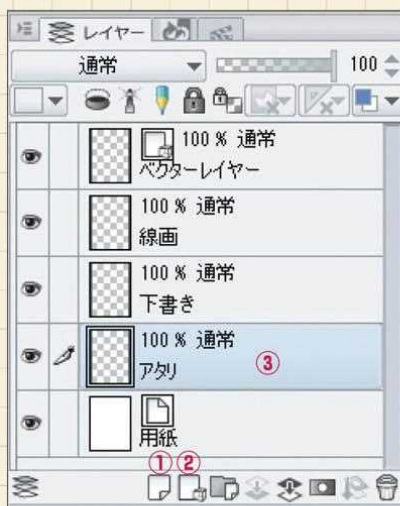 レイヤー
通常 100
100 % 通常
ベクターレイヤー
100 % 通常
線画
100 % 通常
下書き
100 % 通常
アタリ ③
用紙
① ②